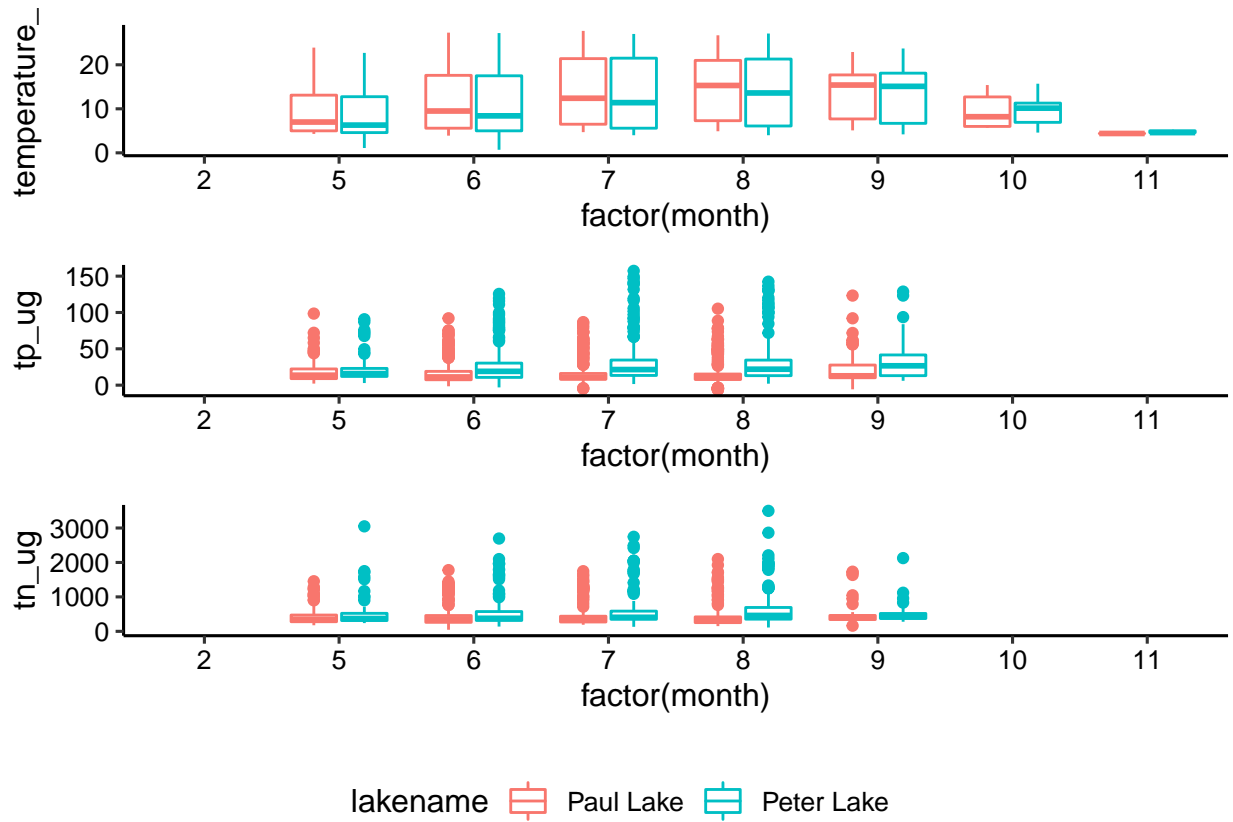 temperature_
20
10
0
2 5 6 7 8 9 10 11
factor(month)
tp_ug
150
100
50
0
2 5 6 7 8 9 10 11
factor(month)
tn_ug
3000
2000
1000
0
2 5 6 7 8 9 10 11
factor(month)
lakename Paul Lake Peter Lake